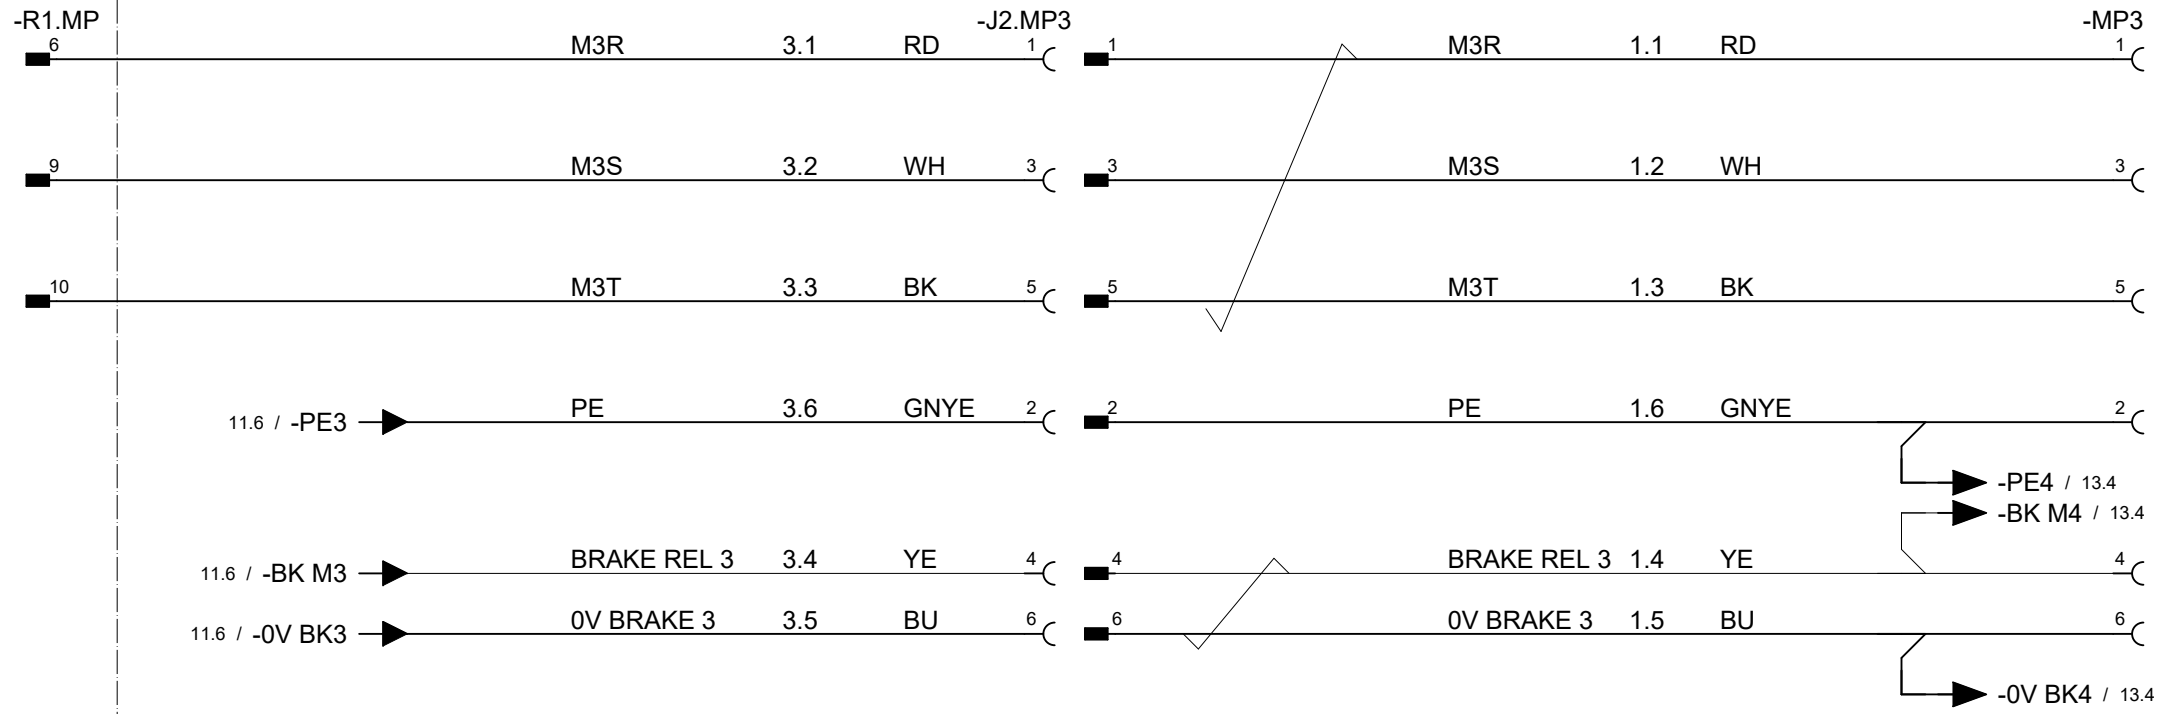 -R1.MP -J2.MP3 -MP3
6 M3R 3.1 RD 1 1 M3R 1.1 RD 1
9 M3S 3.2 WH 3 3 M3S 1.2 WH 3
10 M3T 3.3 BK 5 5 M3T 1.3 BK 5
11.6 / -PE3 PE 3.6 GNYE 2 2 PE 1.6 GNYE 2
-PE4 / 13.4
-BK M4 / 13.4
11.6 / -BK M3 BRAKE REL 3 3.4 YE 4 4 BRAKE REL 3 1.4 YE 4
11.6 / -0V BK3 0V BRAKE 3 3.5 BU 6 6 0V BRAKE 3 1.5 BU 6
-0V BK4 / 13.4